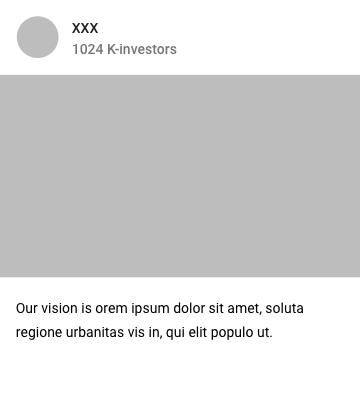 XXX
1024 K-investors
Our vision is orem ipsum dolor sit amet, soluta
regione urbanitas vis in, qui elit populo ut.